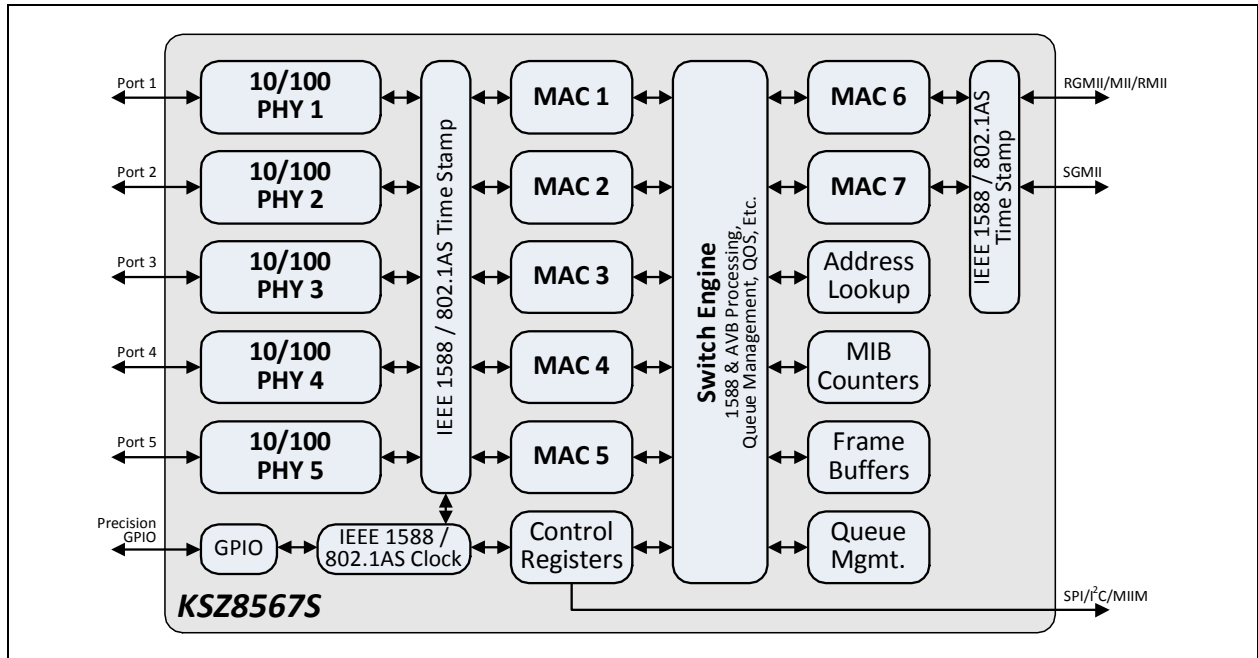 Port 1
10/100
PHY 1
MAC 1
MAC 6
RGMII/MII/RMII
Port 2
10/100
PHY 2
MAC 2
MAC 7
SGMII
Port 3
10/100
PHY 3
MAC 3
Address
Lookup
Port 4
10/100
PHY 4
MAC 4
MIB
Counters
Port 5
10/100
PHY 5
MAC 5
Frame
Buffers
IEEE 1588 / 802.1AS Time Stamp
Switch Engine
1588 & AVB Processing,
Queue Management, QOS, Etc.
IEEE 1588 / 802.1AS
Time Stamp
Precision
GPIO
GPIO
IEEE 1588 /
802.1AS Clock
Control
Registers
Queue
Mgmt.
KSZ8567S
SPI/I²C/MIIM